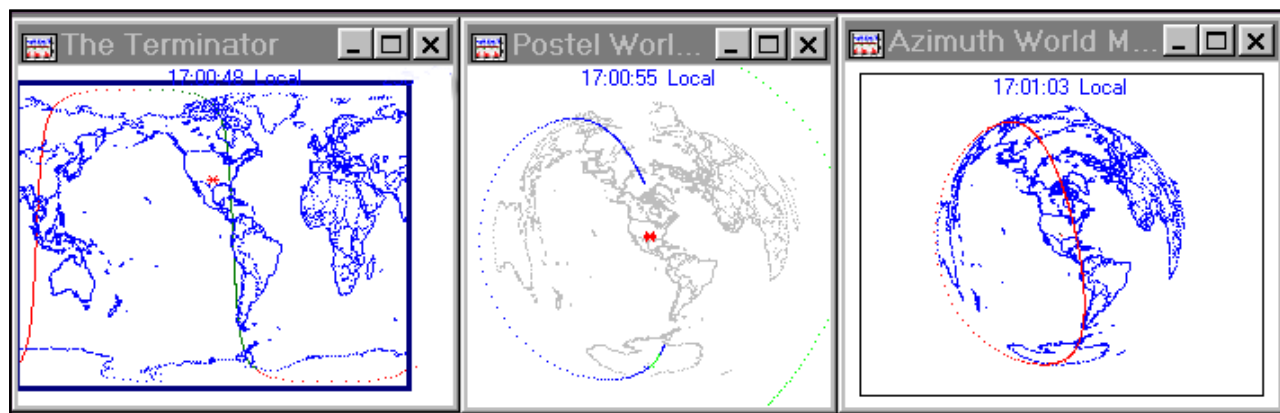 The Terminator
17:00:48 Local
Postel Worl...
17:00:55 Local
Azimuth World M...
17:01:03 Local